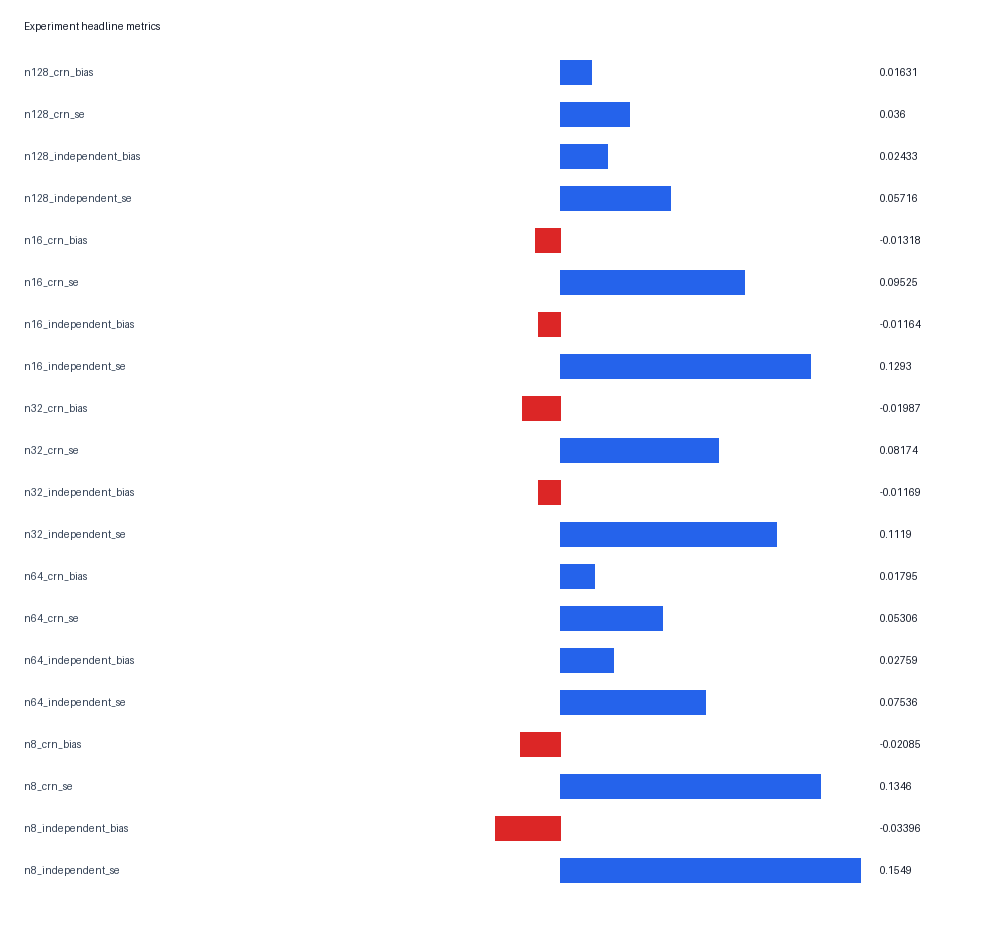 Experiment headline metrics
n128_crn_bias 0.01631
n128_crn_se 0.036
n128_independent_bias 0.02433
n128_independent_se 0.05716
n16_crn_bias -0.01318
n16_crn_se 0.09525
n16_independent_bias -0.01164
n16_independent_se 0.1293
n32_crn_bias -0.01987
n32_crn_se 0.08174
n32_independent_bias -0.01169
n32_independent_se 0.1119
n64_crn_bias 0.01795
n64_crn_se 0.05306
n64_independent_bias 0.02759
n64_independent_se 0.07536
n8_crn_bias -0.02085
n8_crn_se 0.1346
n8_independent_bias -0.03396
n8_independent_se 0.1549